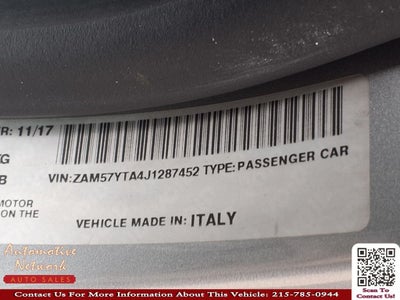 R: 11/17
KG
B
VIN:ZAM57YTA4J1287452 TYPE:PASSENGER CAR
MOTOR
ON THE
VEHICLE MADE IN: ITALY
Automotive
Network
AUTO SALES
Scan To
Contact Us!
Contact Us For More Information About This Vehicle: 215-785-0944